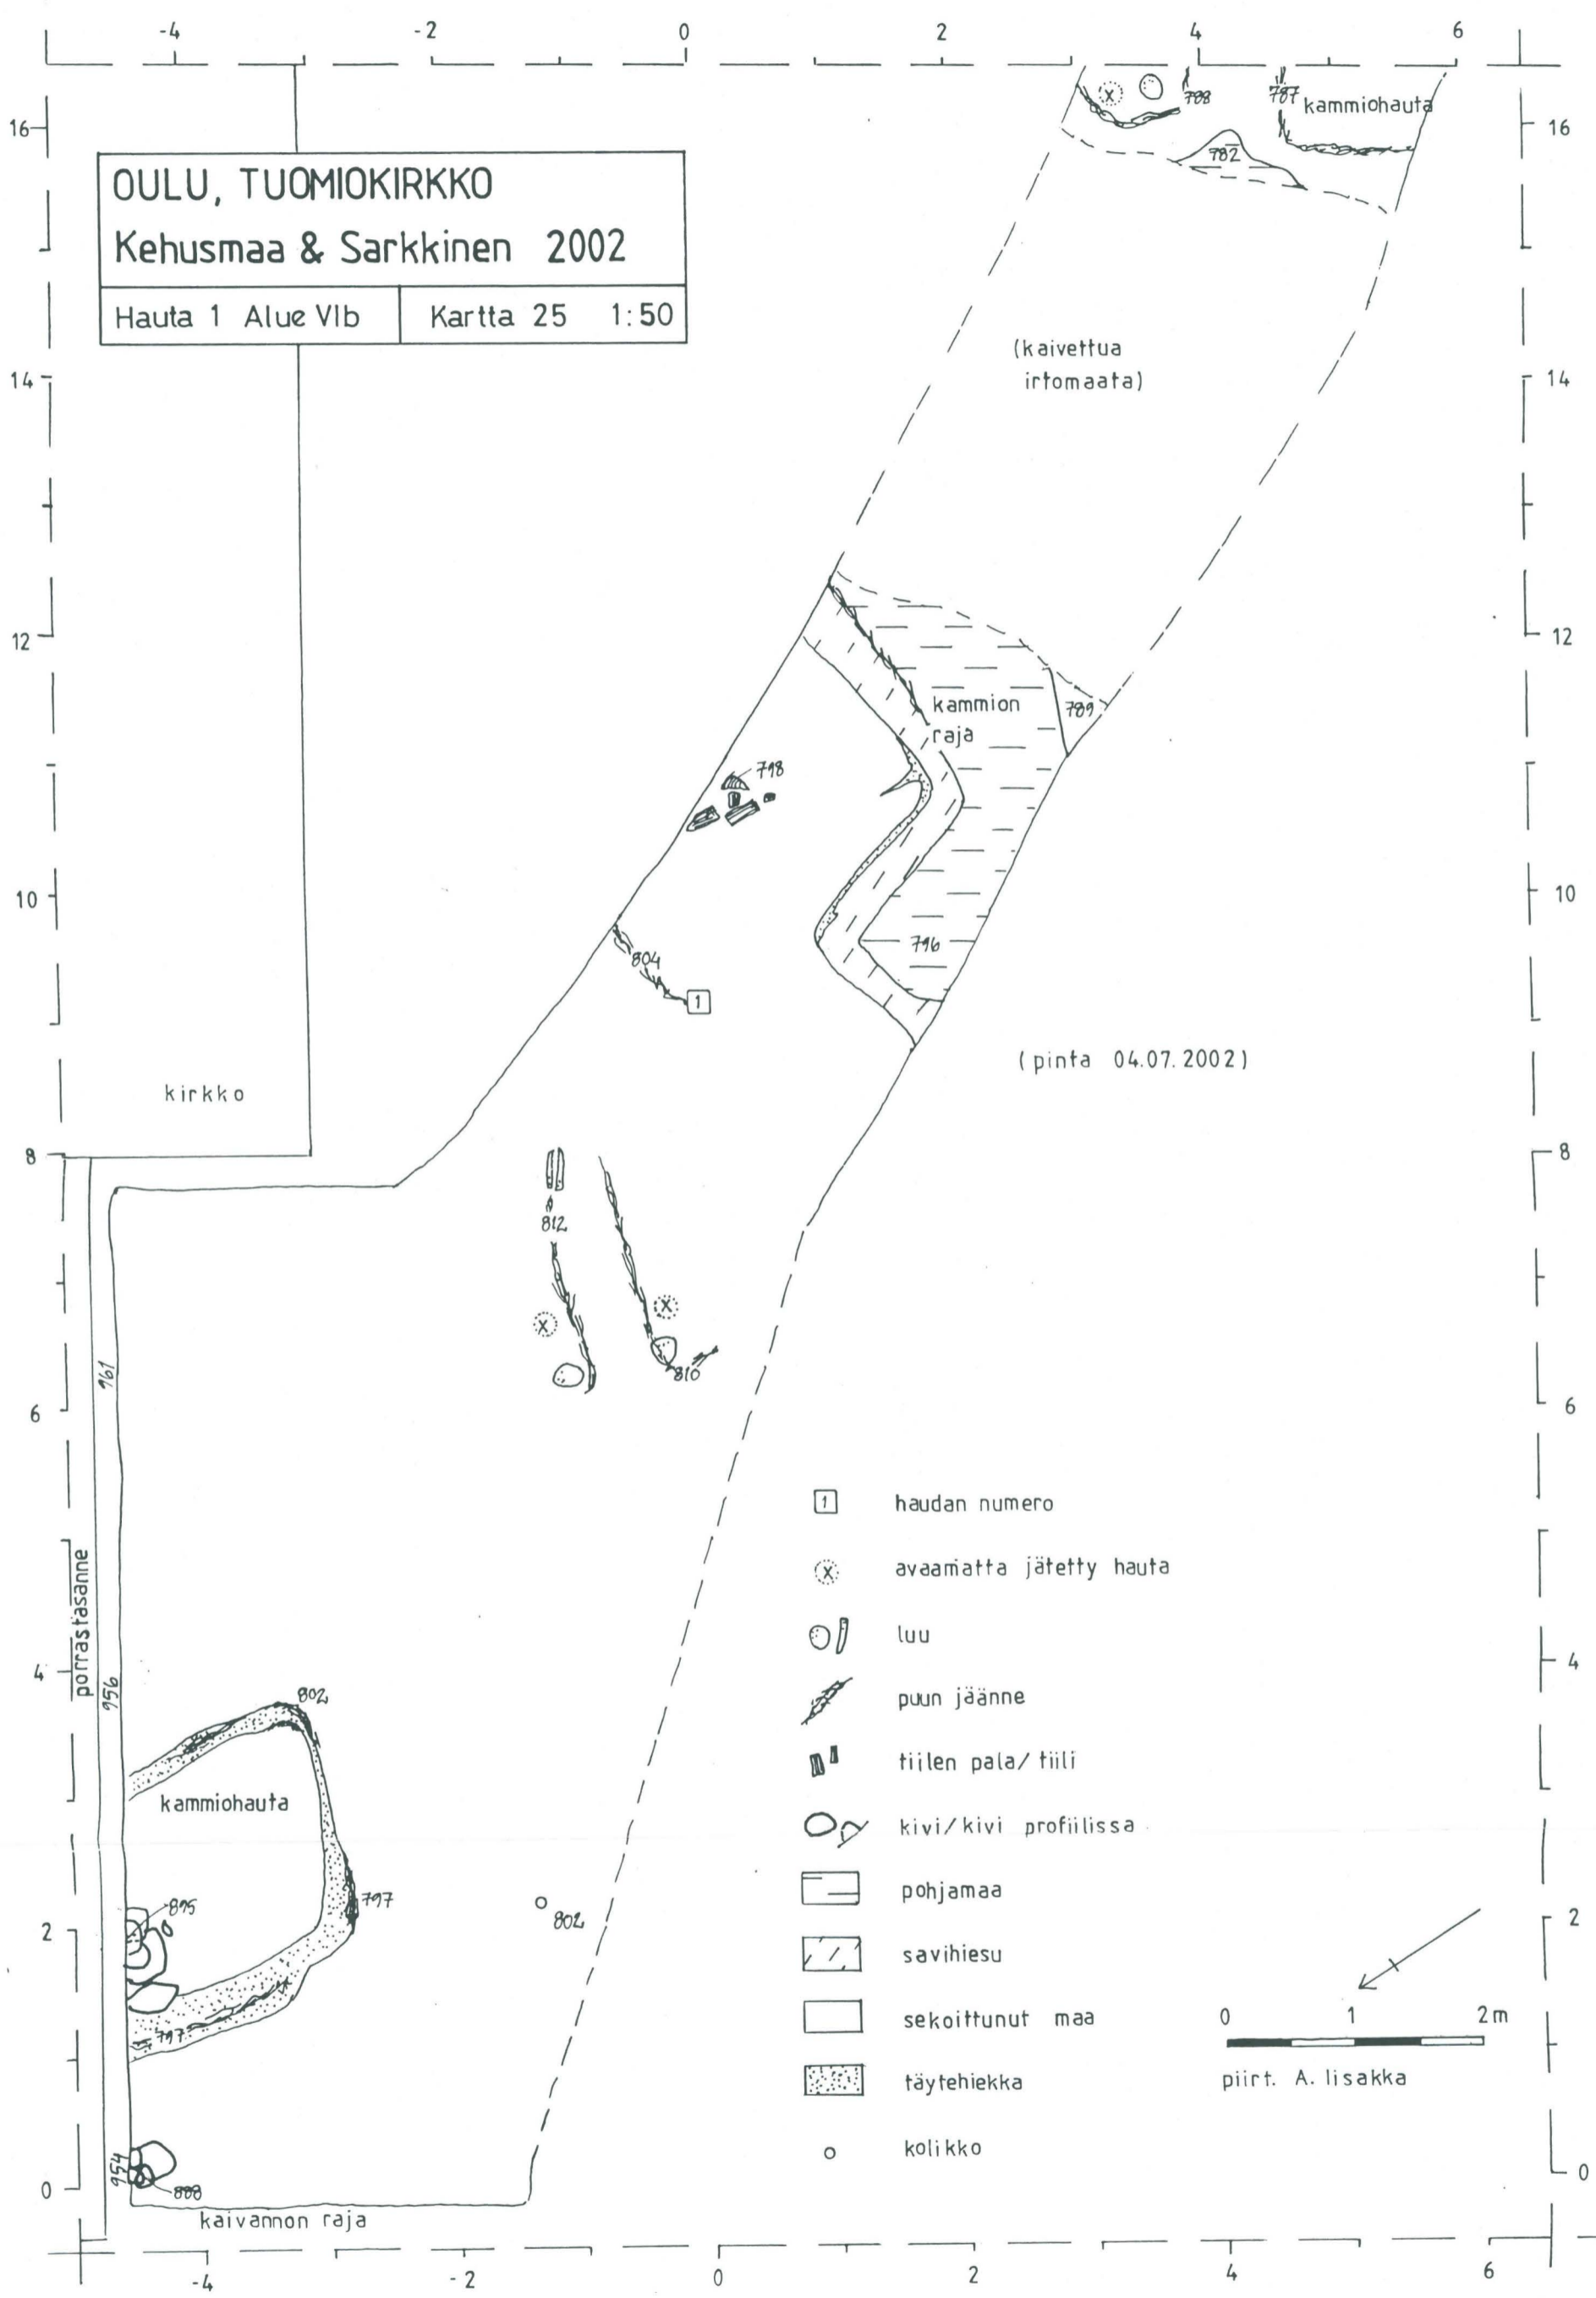 -4 -2 0 2 4 6
16 16
788 787 kammiohauta
782
OULU, TUOMIOKIRKKO
Kehusmaa & Sarkkinen 2002
Hauta 1 Alue VIb Kartta 25 1:50
(kaivettua
irtomaata)
14 14
12 12
kammion
raja
789
798
10 10
796
804
1
(pinta 04.07.2002)
kirkko
8 8
812
961
810
6 6
1 haudan numero
x avaamatta jätetty hauta
luu
puun jäänne
tiilen pala/tiili
kivi/kivi profiilissa
pohjamaa
savihiesu
sekoittunut maa
täytehiekka
kolikko
porrastasanne
4 4
956
802
kammiohauta
797
802
2 2
797
0 1 2m
piirt. A. Iisakka
954
0 0
kaivannon raja
-4 -2 0 2 4 6